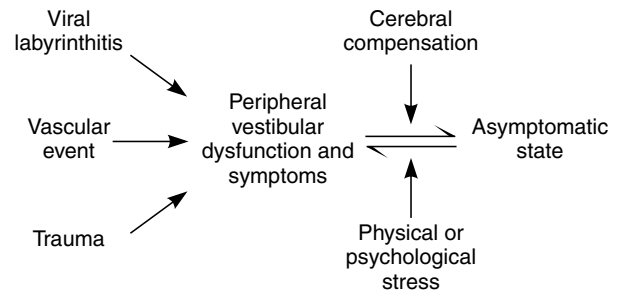 Viral
labyrinthitis
Vascular
event
Trauma
Peripheral
vestibular
dysfunction and
symptoms
Cerebral
compensation
Asymptomatic
state
Physical or
psychological
stress